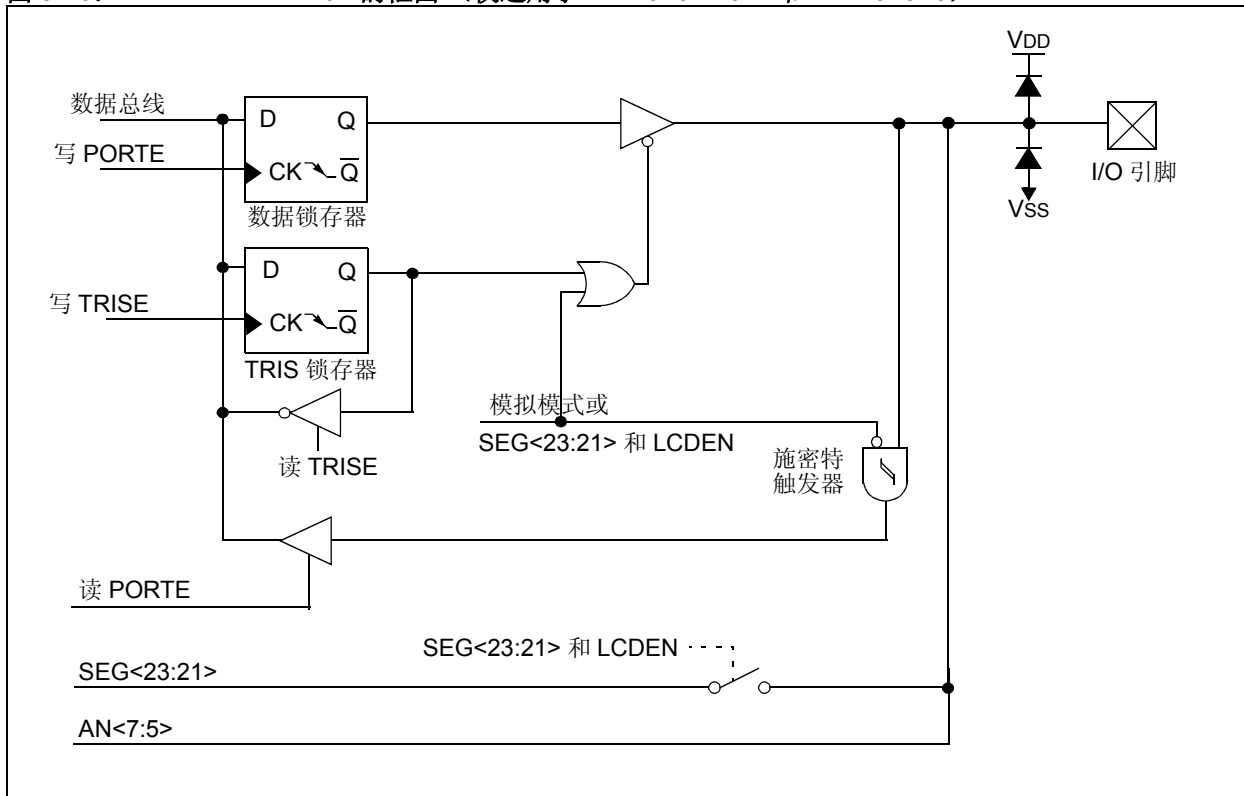 VDD
数据总线
D Q
写 PORTE
CK Q
I/O 引脚
数据锁存器
VSS
D Q
写 TRISE
CK Q
TRIS 锁存器
模拟模式或
SEG<23:21> 和 LCDEN
读 TRISE
施密特
触发器
读 PORTE
SEG<23:21> 和 LCDEN
SEG<23:21>
AN<7:5>